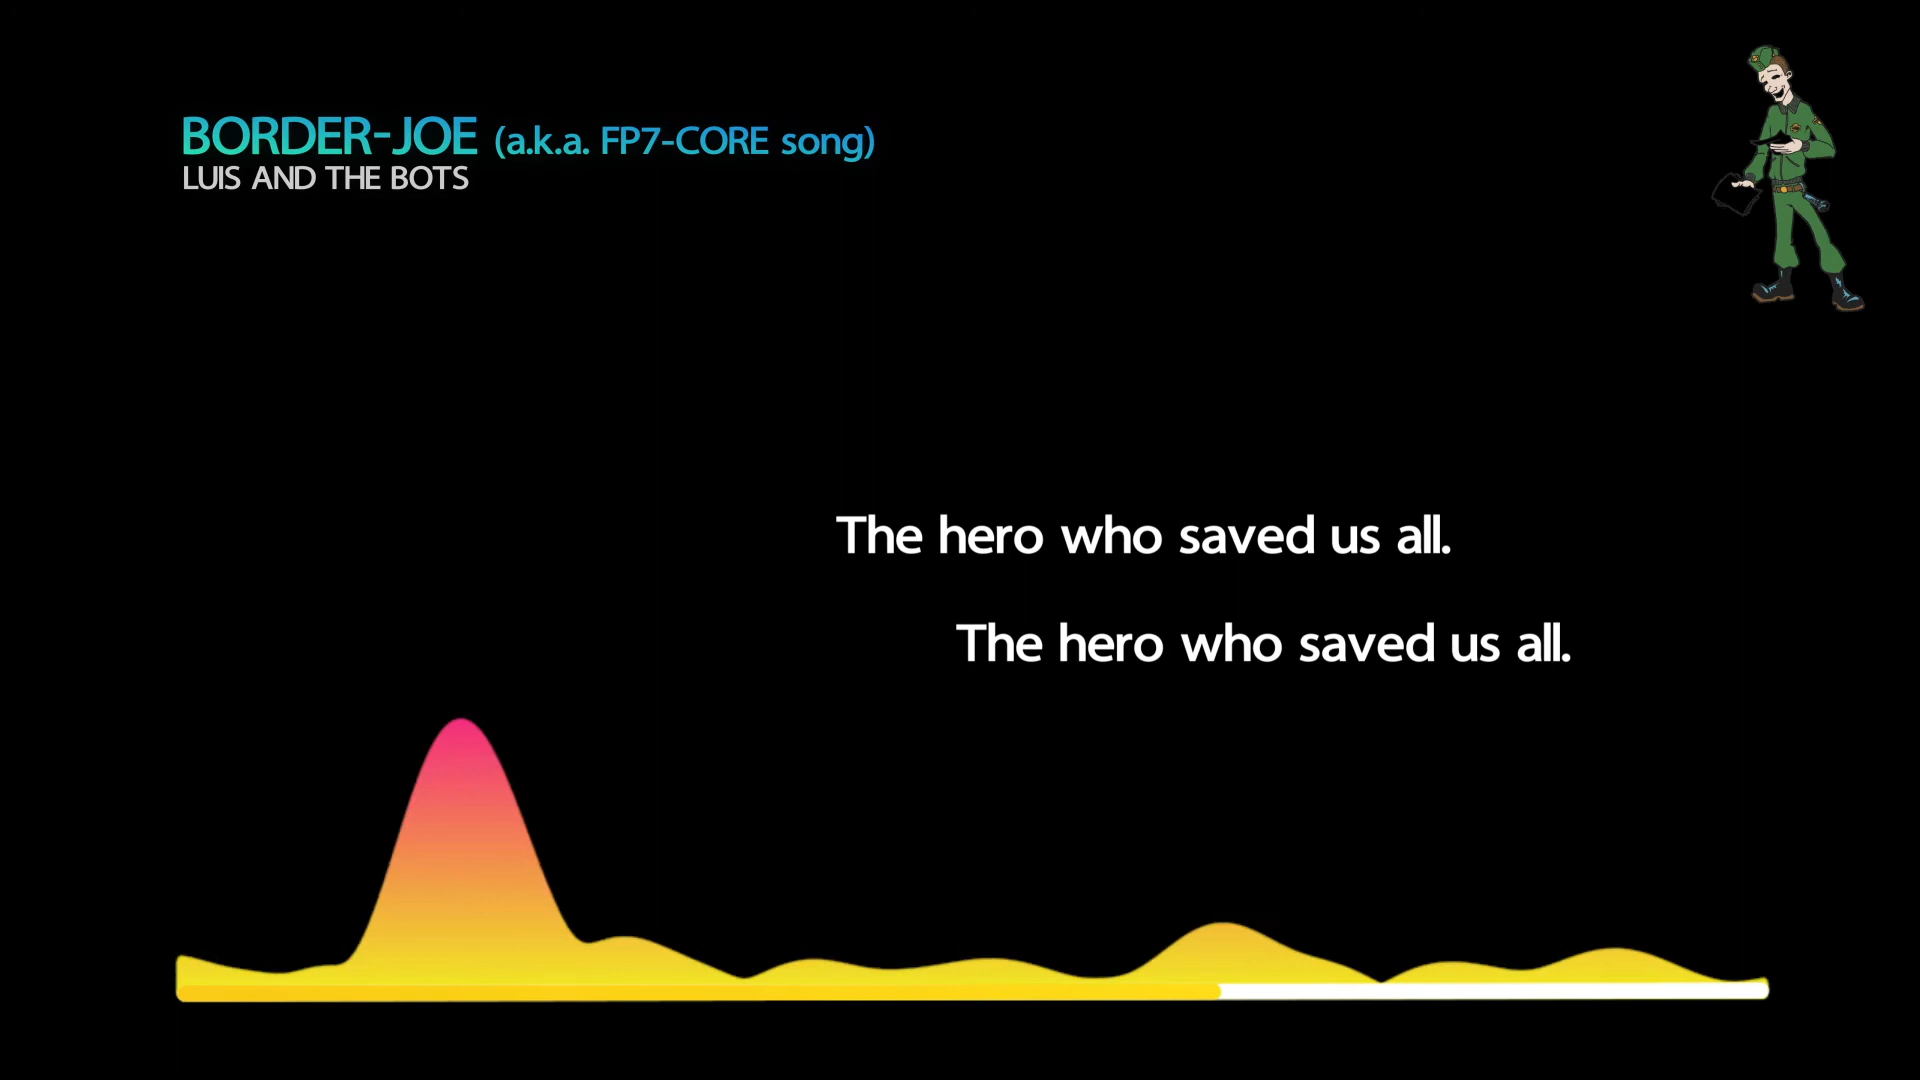 BORDER-JOE (a.k.a. FP7-CORE song)
LUIS AND THE BOTS
The hero who saved us all.
The hero who saved us all.